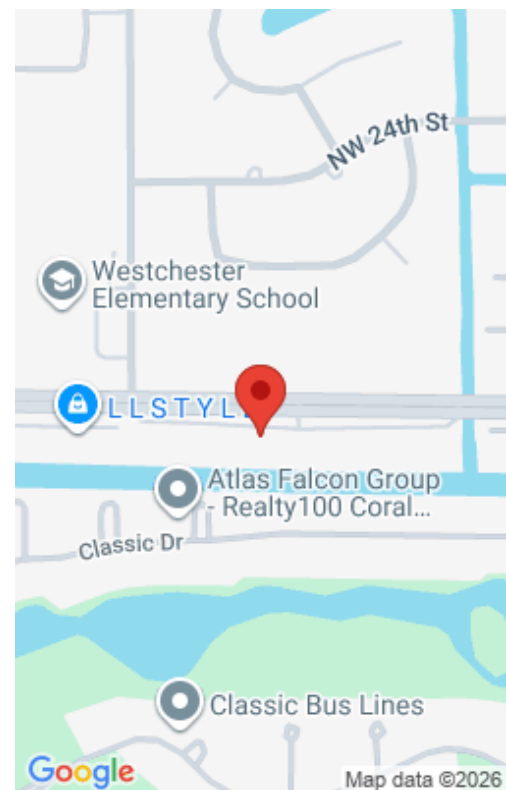 NW 24th St
Westchester
Elementary School
LLSTYL
Atlas Falcon Group
- Realty100 Coral...
Classic Dr
Classic Bus Lines
Google
Map data ©2026